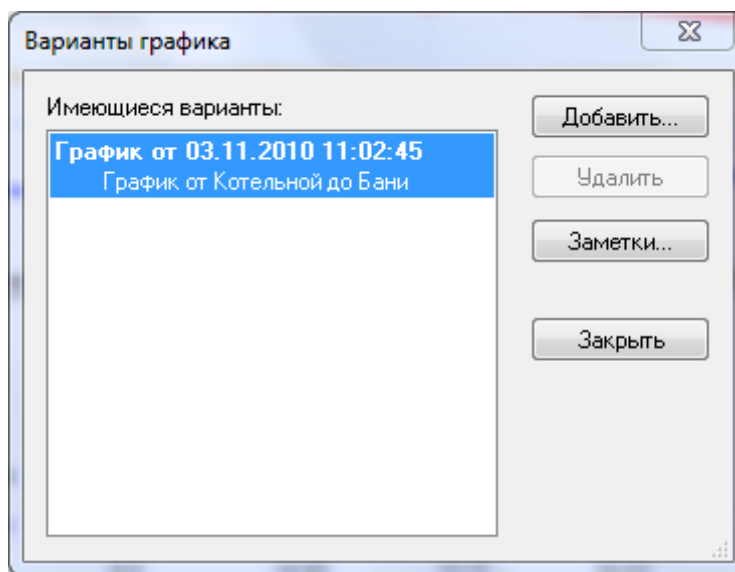 Варианты графика
Имеющиеся варианты:
График от 03.11.2010 11:02:45
График от Котельной до Бани
Добавить...
Удалить
Заметки...
Закрыть